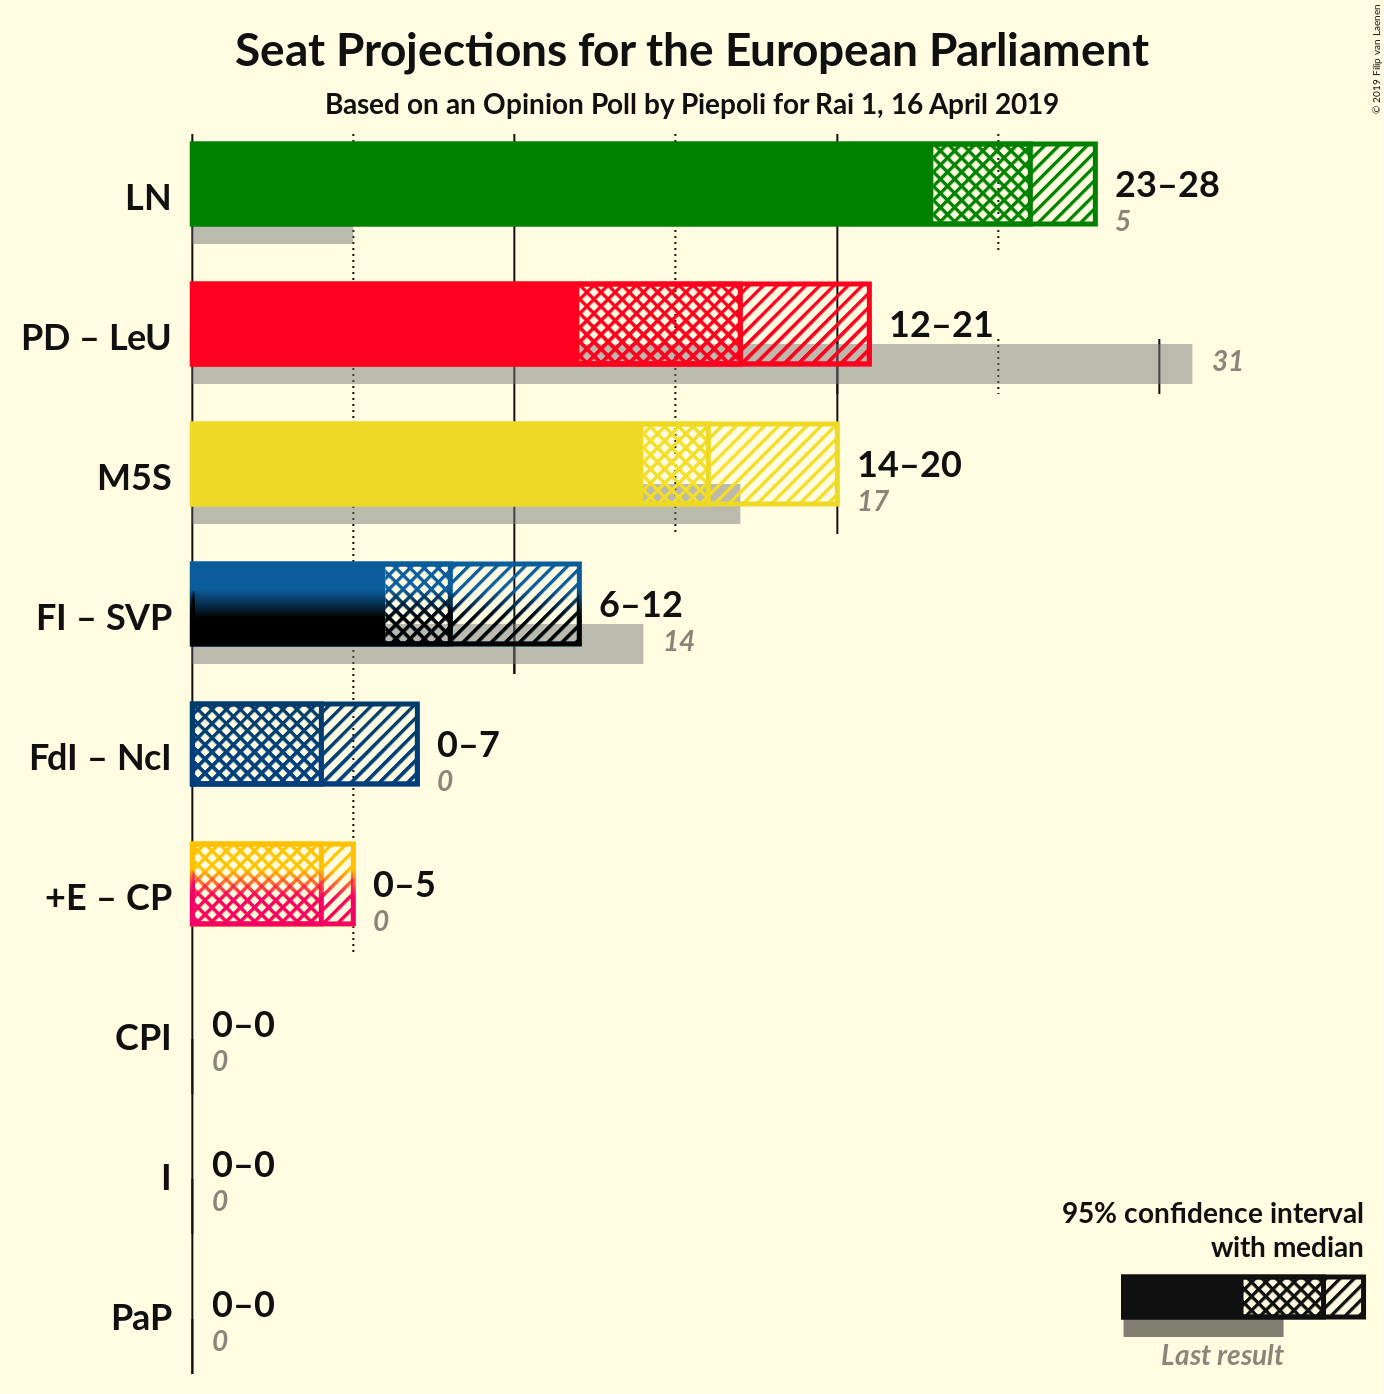 Seat Projections for the European Parliament
Based on an Opinion Poll by Piepoli for Rai 1, 16 April 2019
© 2019 Filip van Laenen
LN
23–28
5
PD – LeU
12–21
31
M5S
14–20
17
FI – SVP
6–12
14
FdI – NcI
0–7
0
+E – CP
0–5
0
CPI
0–0
0
I
0–0
0
PaP
0–0
0
95% confidence interval
with median
Last result